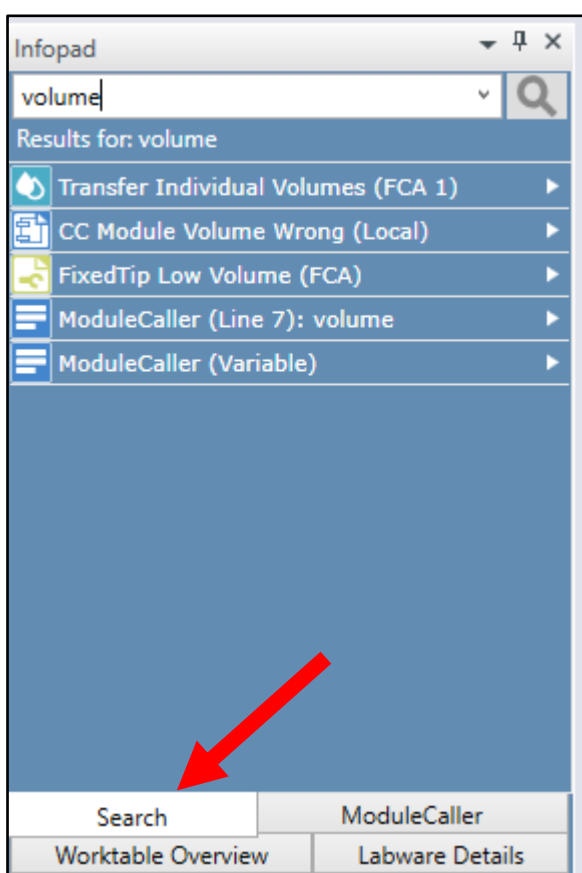 Infopad
volume
Results for: volume
Transfer Individual Volumes (FCA 1)
CC Module Volume Wrong (Local)
FixedTip Low Volume (FCA)
ModuleCaller (Line 7): volume
ModuleCaller (Variable)
Search
ModuleCaller
Worktable Overview
Labware Details